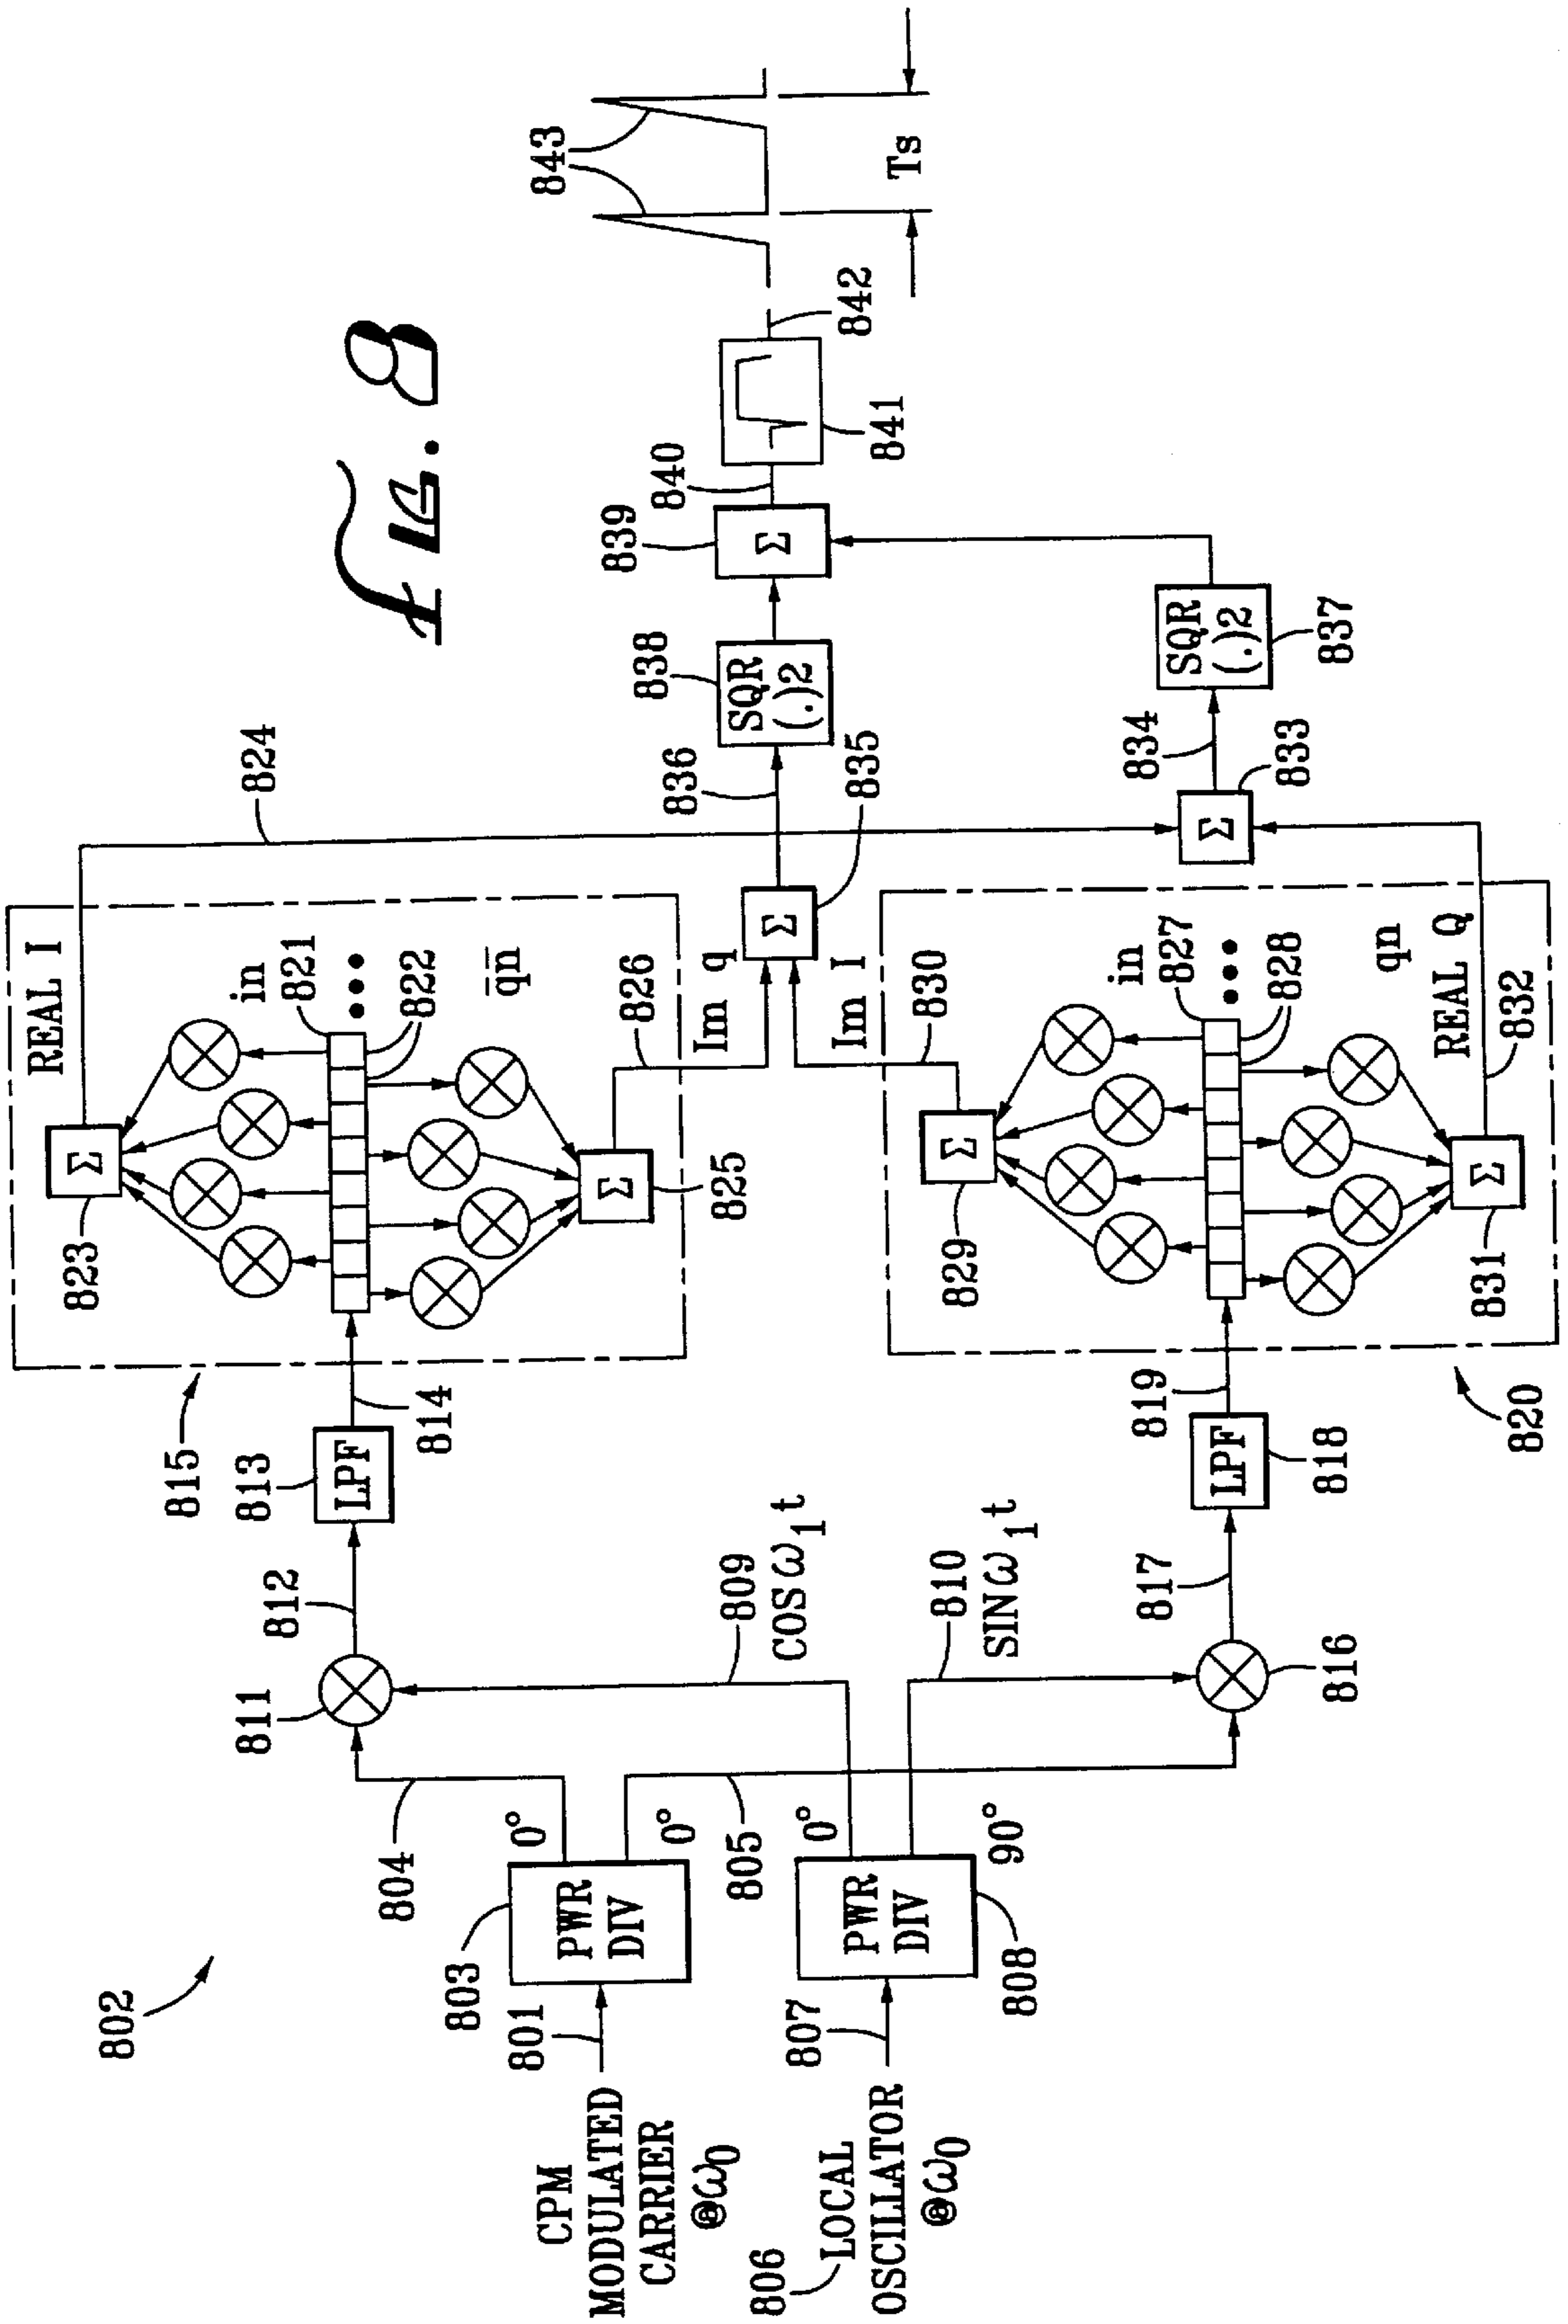 FIG. 8
802
CPM
MODULATED
CARRIER
@ω0
801
803
PWR
DIV
0°
0°
804
805
806
LOCAL
OSCILLATOR
@ω0
807
808
PWR
DIV
0°
90°
809
COSω1t
810
SINω1t
811
812
813
LPF
814
815
816
817
818
LPF
819
820
REAL I
823
Σ
in
821
822
•••
q̅n̅
Σ
825
826
Im q
824
Im I
830
829
Σ
in
827
828
•••
qn
REAL Q
Σ
831
832
Σ
835
836
Σ
833
834
SQR
(.)2
838
SQR
(.)2
837
839
Σ
840
841
842
843
Ts